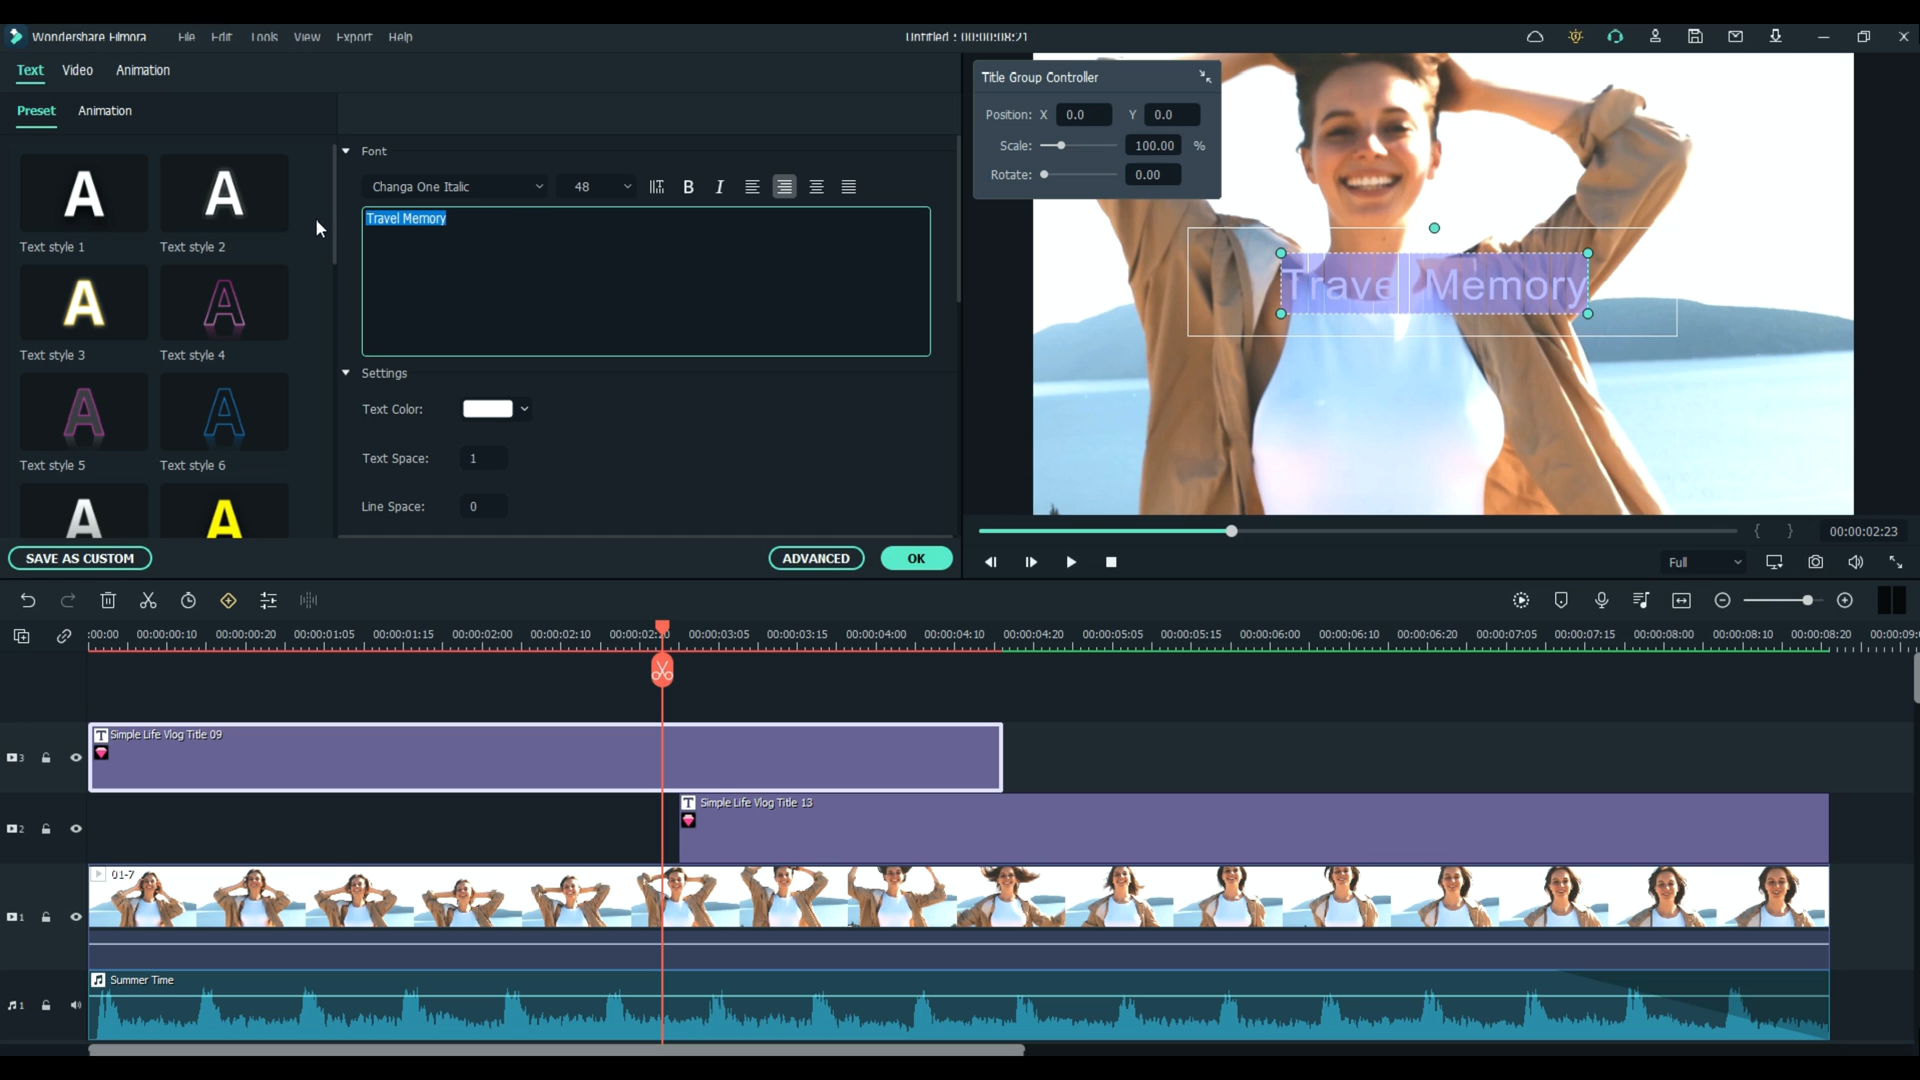 Wondershare Filmora File Edit Tools View Export Help Untitled : 00:00:08:21
Text Video Animation
Preset Animation
Text style 1 Text style 2
Text style 3 Text style 4
Text style 5 Text style 6
SAVE AS CUSTOM
Font
Changa One Italic 48 B I
Travel Memory
Settings
Text Color:
Text Space: 1
Line Space: 0
ADVANCED OK
Title Group Controller
Position: X 0.0 Y 0.0
Scale: 100.00 %
Rotate: 0.00
Travel Memory
{ } 00:00:02:23
Full
:00:00 00:00:00:10 00:00:00:20 00:00:01:05 00:00:01:15 00:00:02:00 00:00:02:10 00:00:02:20 00:00:03:05 00:00:03:15 00:00:04:00 00:00:04:10 00:00:04:20 00:00:05:05 00:00:05:15 00:00:06:00 00:00:06:10 00:00:06:20 00:00:07:05 00:00:07:15 00:00:08:00 00:00:08:10 00:00:08:20 00:00:09:
T Simple Life Vlog Title 09
3
T Simple Life Vlog Title 13
2
01-7
1
Summer Time
1